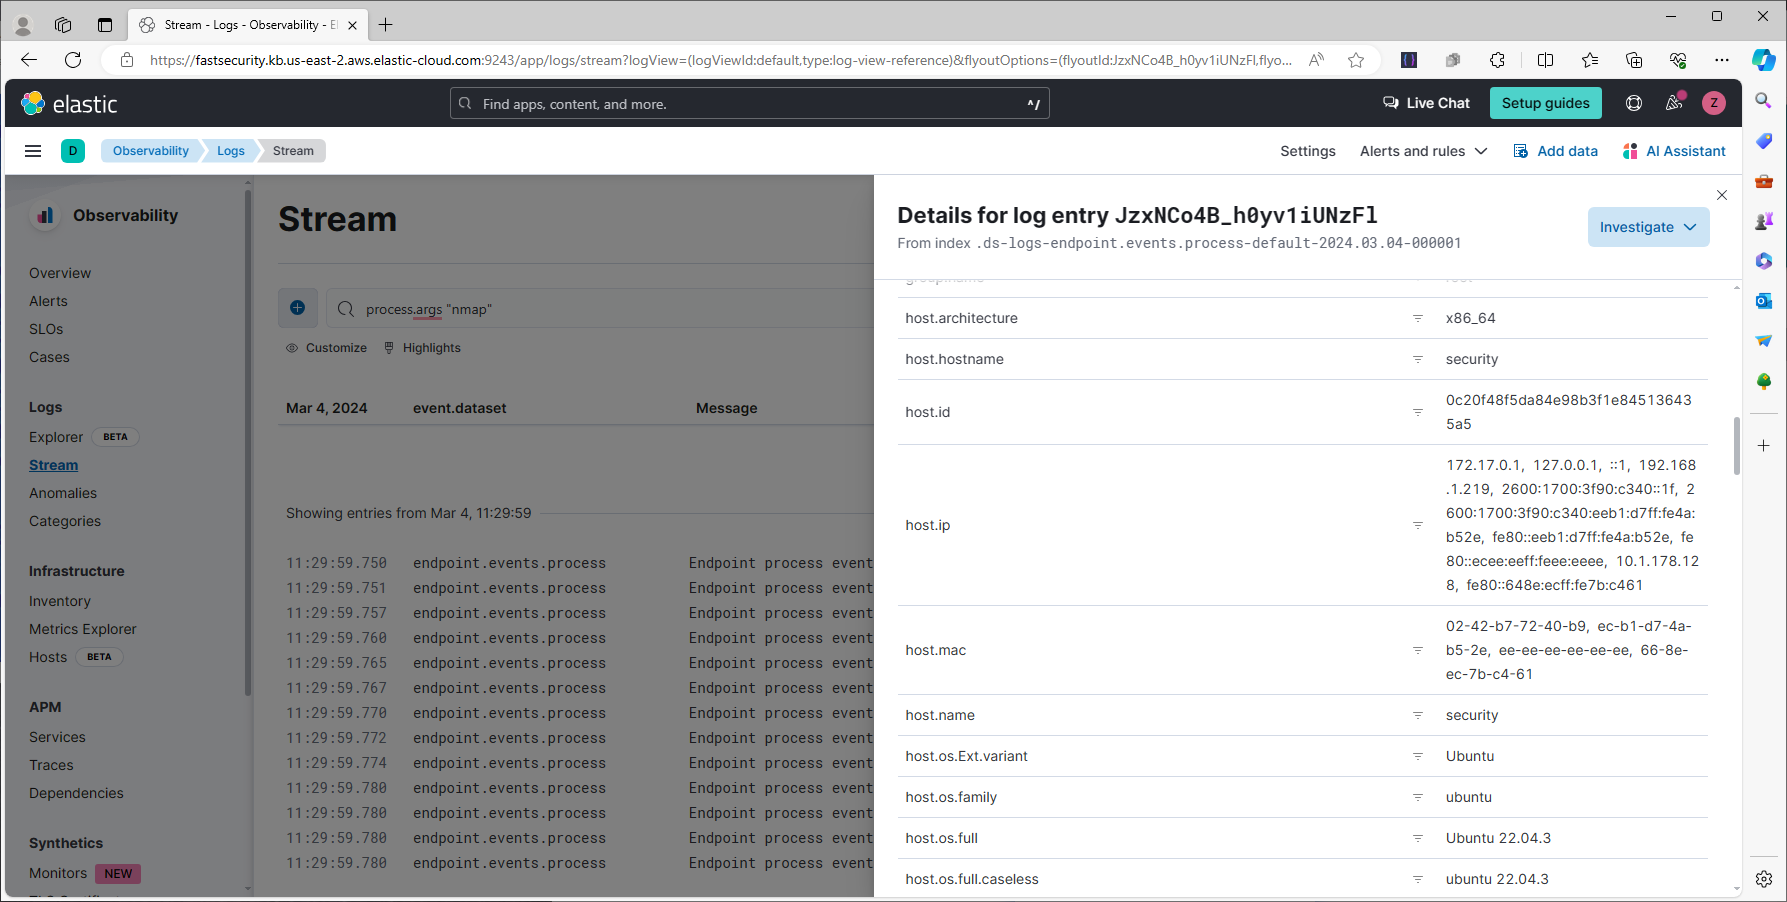 Stream - Logs - Observability - El
https://fastsecurity.kb.us-east-2.aws.elastic-cloud.com:9243/app/logs/stream?logView=(logViewId:default,type:log-view-reference)&flyoutOptions=(flyoutId:JzxNCo4B_h0yv1iUNzFl,flyo...
elastic
Find apps, content, and more.
^/
Live Chat
Setup guides
Z
D
Observability
Logs
Stream
Settings
Alerts and rules
Add data
AI Assistant
Observability
Overview
Alerts
SLOs
Cases
Logs
Explorer BETA
Stream
Anomalies
Categories
Infrastructure
Inventory
Metrics Explorer
Hosts BETA
APM
Services
Traces
Dependencies
Synthetics
Monitors NEW
Stream
process.args "nmap"
Customize
Highlights
Mar 4, 2024 event.dataset Message
Showing entries from Mar 4, 11:29:59
11:29:59.750 endpoint.events.process Endpoint process event
11:29:59.751 endpoint.events.process Endpoint process event
11:29:59.757 endpoint.events.process Endpoint process event
11:29:59.760 endpoint.events.process Endpoint process event
11:29:59.765 endpoint.events.process Endpoint process event
11:29:59.767 endpoint.events.process Endpoint process event
11:29:59.770 endpoint.events.process Endpoint process event
11:29:59.772 endpoint.events.process Endpoint process event
11:29:59.774 endpoint.events.process Endpoint process event
11:29:59.780 endpoint.events.process Endpoint process event
11:29:59.780 endpoint.events.process Endpoint process event
11:29:59.780 endpoint.events.process Endpoint process event
11:29:59.780 endpoint.events.process Endpoint process event
Details for log entry JzxNCo4B_h0yv1iUNzFl
From index .ds-logs-endpoint.events.process-default-2024.03.04-000001
Investigate
host.architecture x86_64
host.hostname security
host.id
0c20f48f5da84e98b3f1e84513643
5a5
host.ip
172.17.0.1, 127.0.0.1, ::1, 192.168
.1.219, 2600:1700:3f90:c340::1f, 2
600:1700:3f90:c340:eeb1:d7ff:fe4a:
b52e, fe80::eeb1:d7ff:fe4a:b52e, fe
80::ecee:eeff:feee:eeee, 10.1.178.12
8, fe80::648e:ecff:fe7b:c461
host.mac
02-42-b7-72-40-b9, ec-b1-d7-4a-
b5-2e, ee-ee-ee-ee-ee-ee, 66-8e-
ec-7b-c4-61
host.name security
host.os.Ext.variant Ubuntu
host.os.family ubuntu
host.os.full Ubuntu 22.04.3
host.os.full.caseless ubuntu 22.04.3